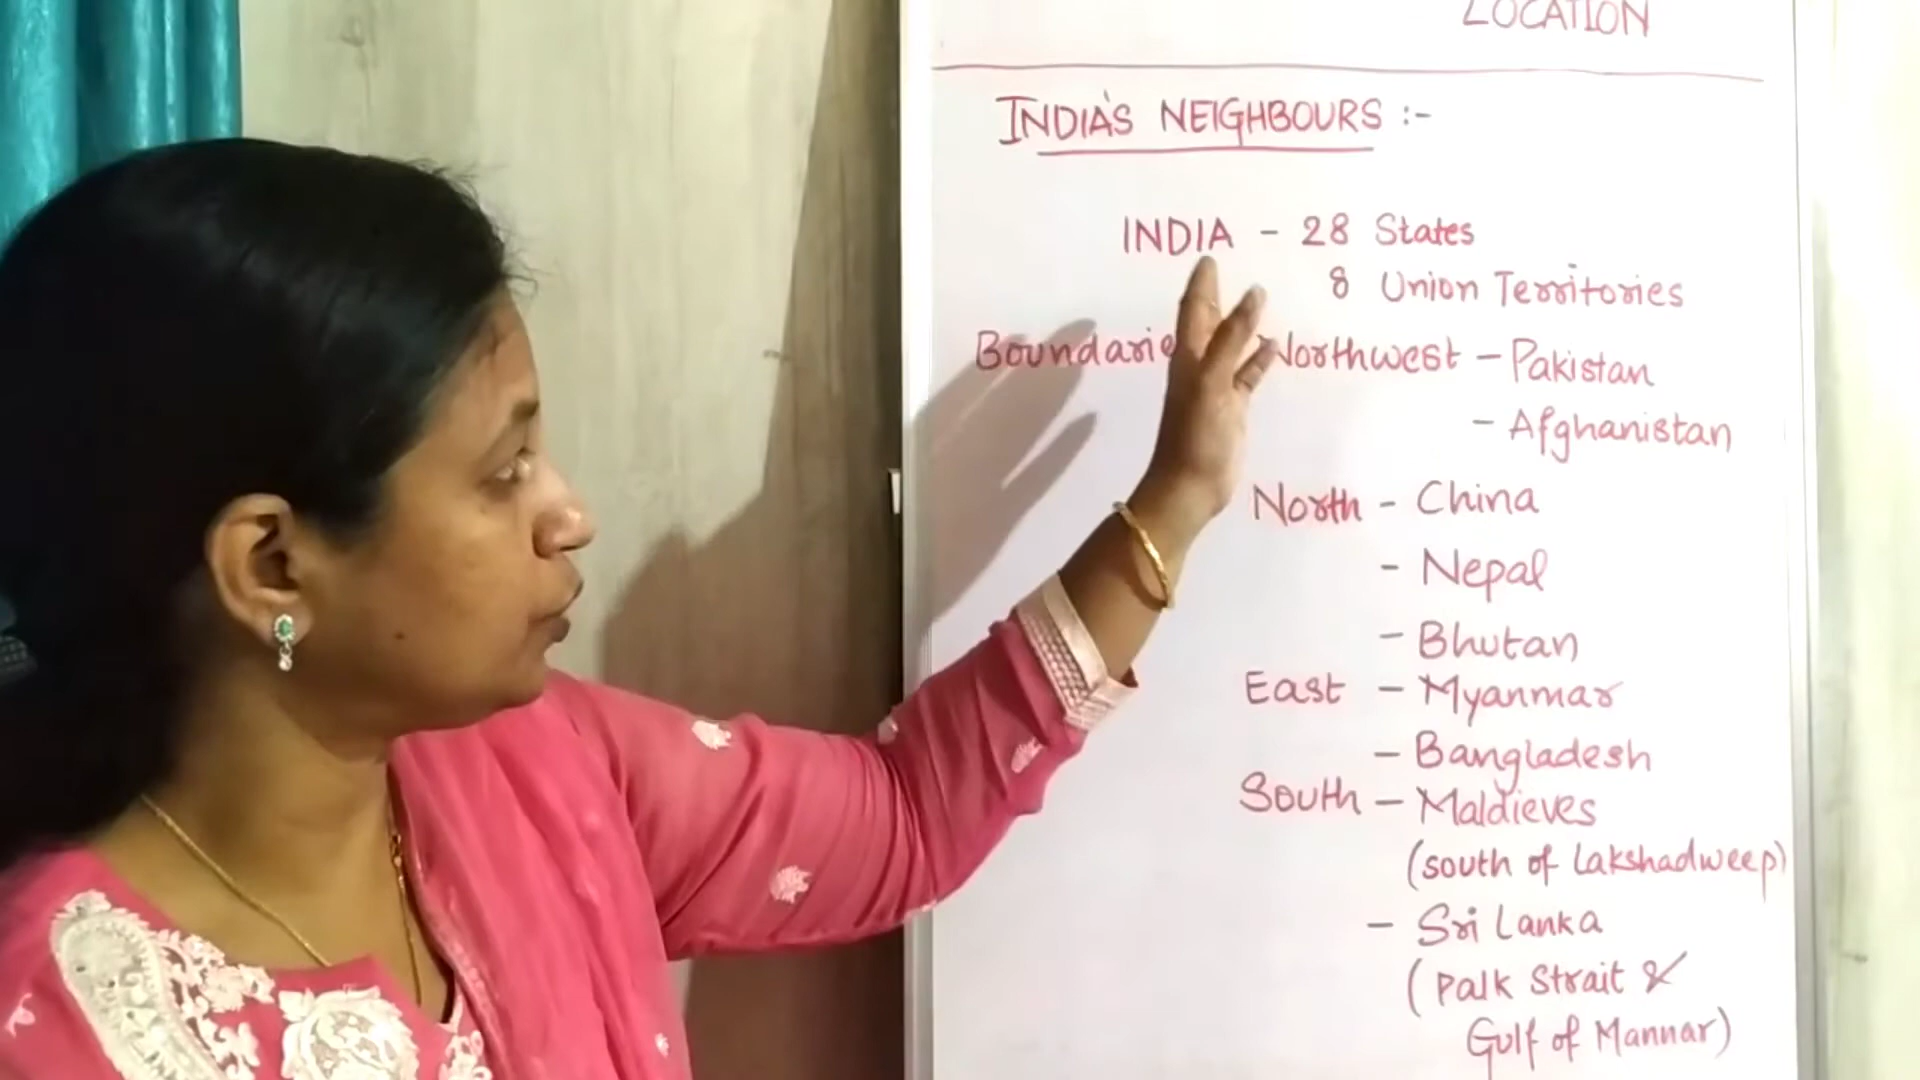 LOCATION
INDIA'S NEIGHBOURS :-
INDIA - 28 States
8 Union Territories
Northwest - Pakistan
- Afghanistan
North - China
- Nepal
- Bhutan
East - Myanmar
- Bangladesh
South - Maldieves
(south of Lakshadweep)
- Sri Lanka
(Palk Strait &
Gulf of Mannar)